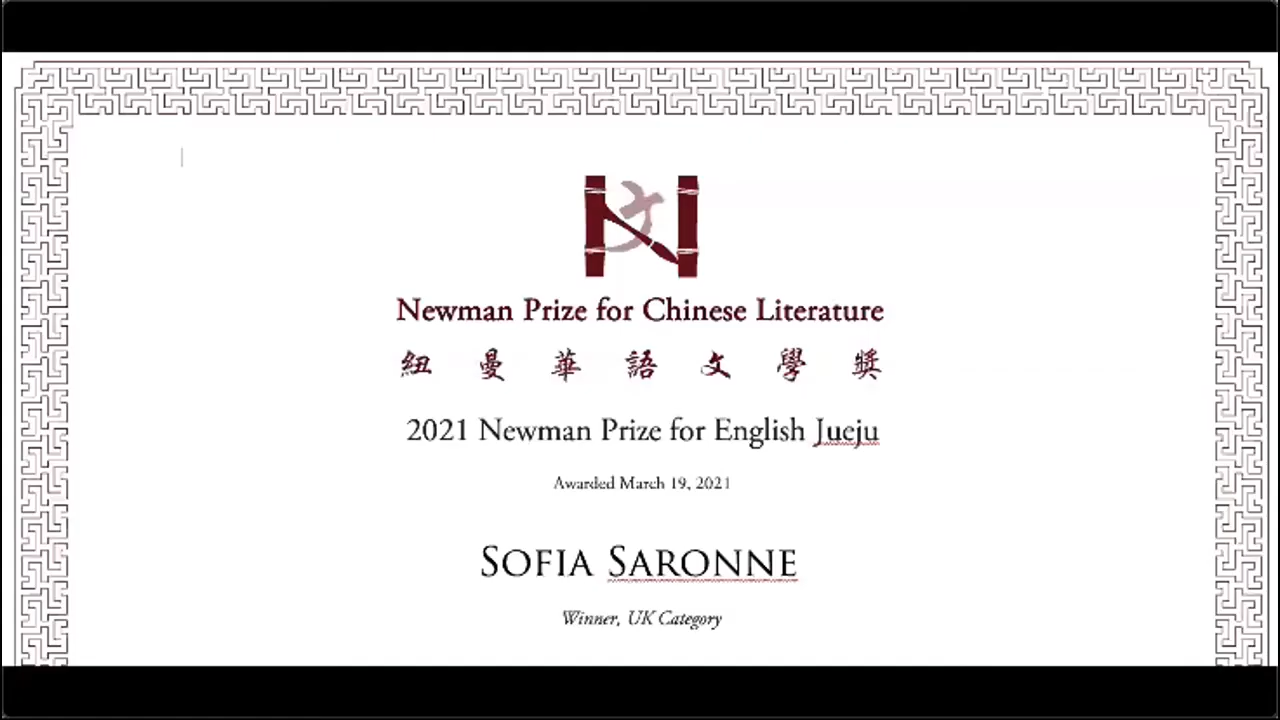 文
Newman Prize for Chinese Literature
紐 曼 華 語 文 學 獎
2021 Newman Prize for English Jueju
Awarded March 19, 2021
SOFIA SARONNE
Winner, UK Category